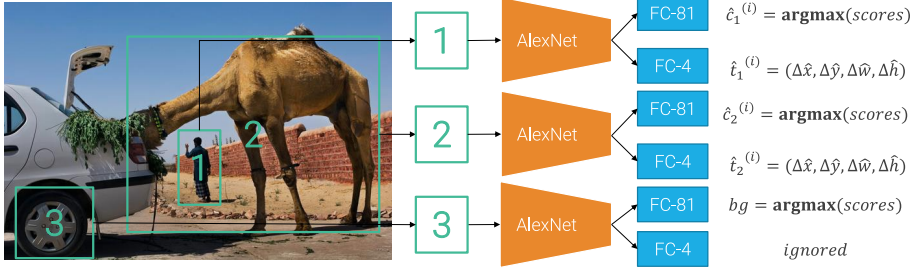 1
2
3
1
2
3
AlexNet
AlexNet
AlexNet
FC-81
FC-4
FC-81
FC-4
FC-81
FC-4
ĉ₁⁽ⁱ⁾ = argmax(scores)
t̂₁⁽ⁱ⁾ = (Δx̂, Δŷ, Δŵ, Δĥ)
ĉ₂⁽ⁱ⁾ = argmax(scores)
t̂₂⁽ⁱ⁾ = (Δx̂, Δŷ, Δŵ, Δĥ)
bg = argmax(scores)
ignored